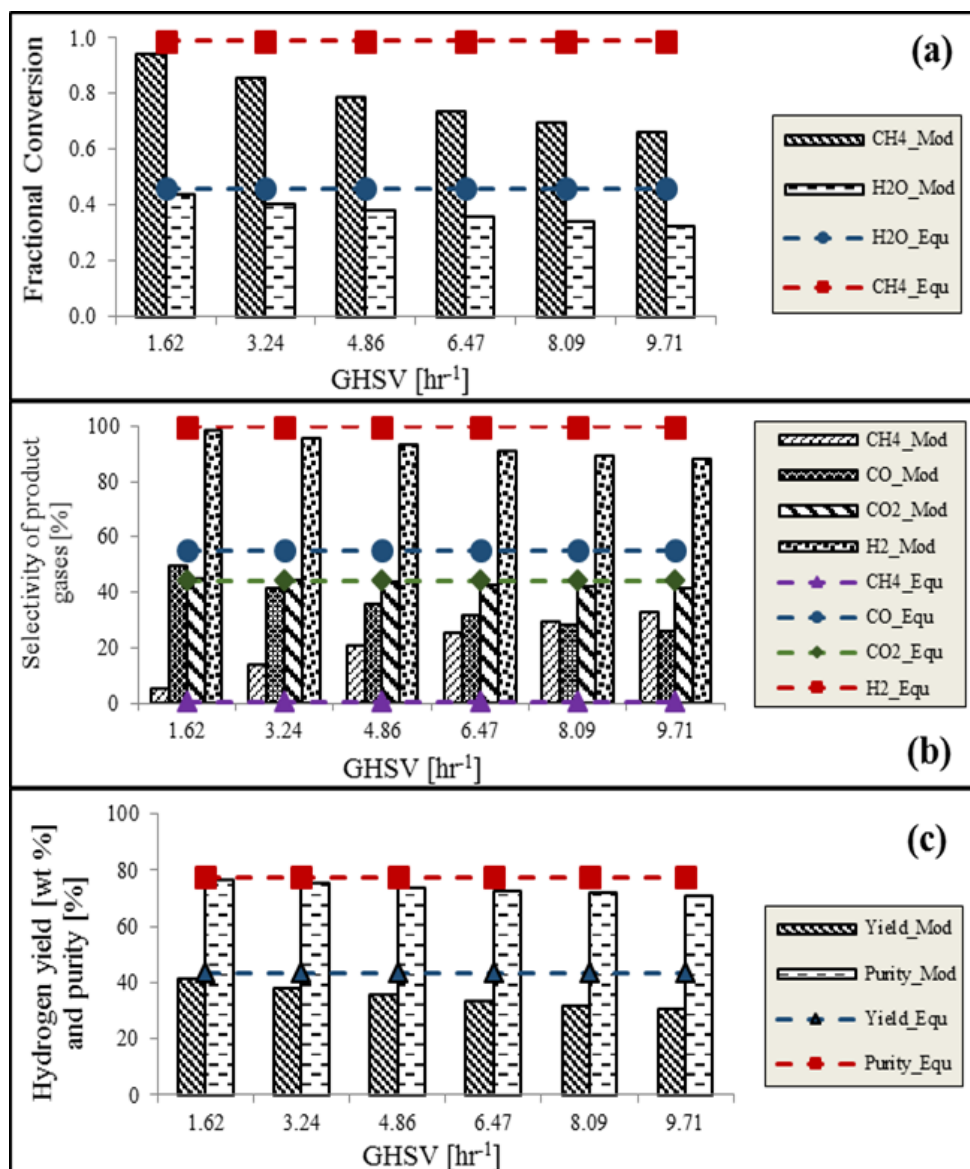 (a)
Fractional Conversion
1.0
0.8
0.6
0.4
0.2
0.0
1.62 3.24 4.86 6.47 8.09 9.71
GHSV [hr-1]
CH4_Mod
H2O_Mod
H2O_Equ
CH4_Equ
(b)
Selectivity of product
gases [%]
100
80
60
40
20
0
1.62 3.24 4.86 6.47 8.09 9.71
GHSV [hr-1]
CH4_Mod
CO_Mod
CO2_Mod
H2_Mod
CH4_Equ
CO_Equ
CO2_Equ
H2_Equ
(c)
Hydrogen yield [wt %]
and purity [%]
100
80
60
40
20
0
1.62 3.24 4.86 6.47 8.09 9.71
GHSV [hr-1]
Yield_Mod
Purity_Mod
Yield_Equ
Purity_Equ